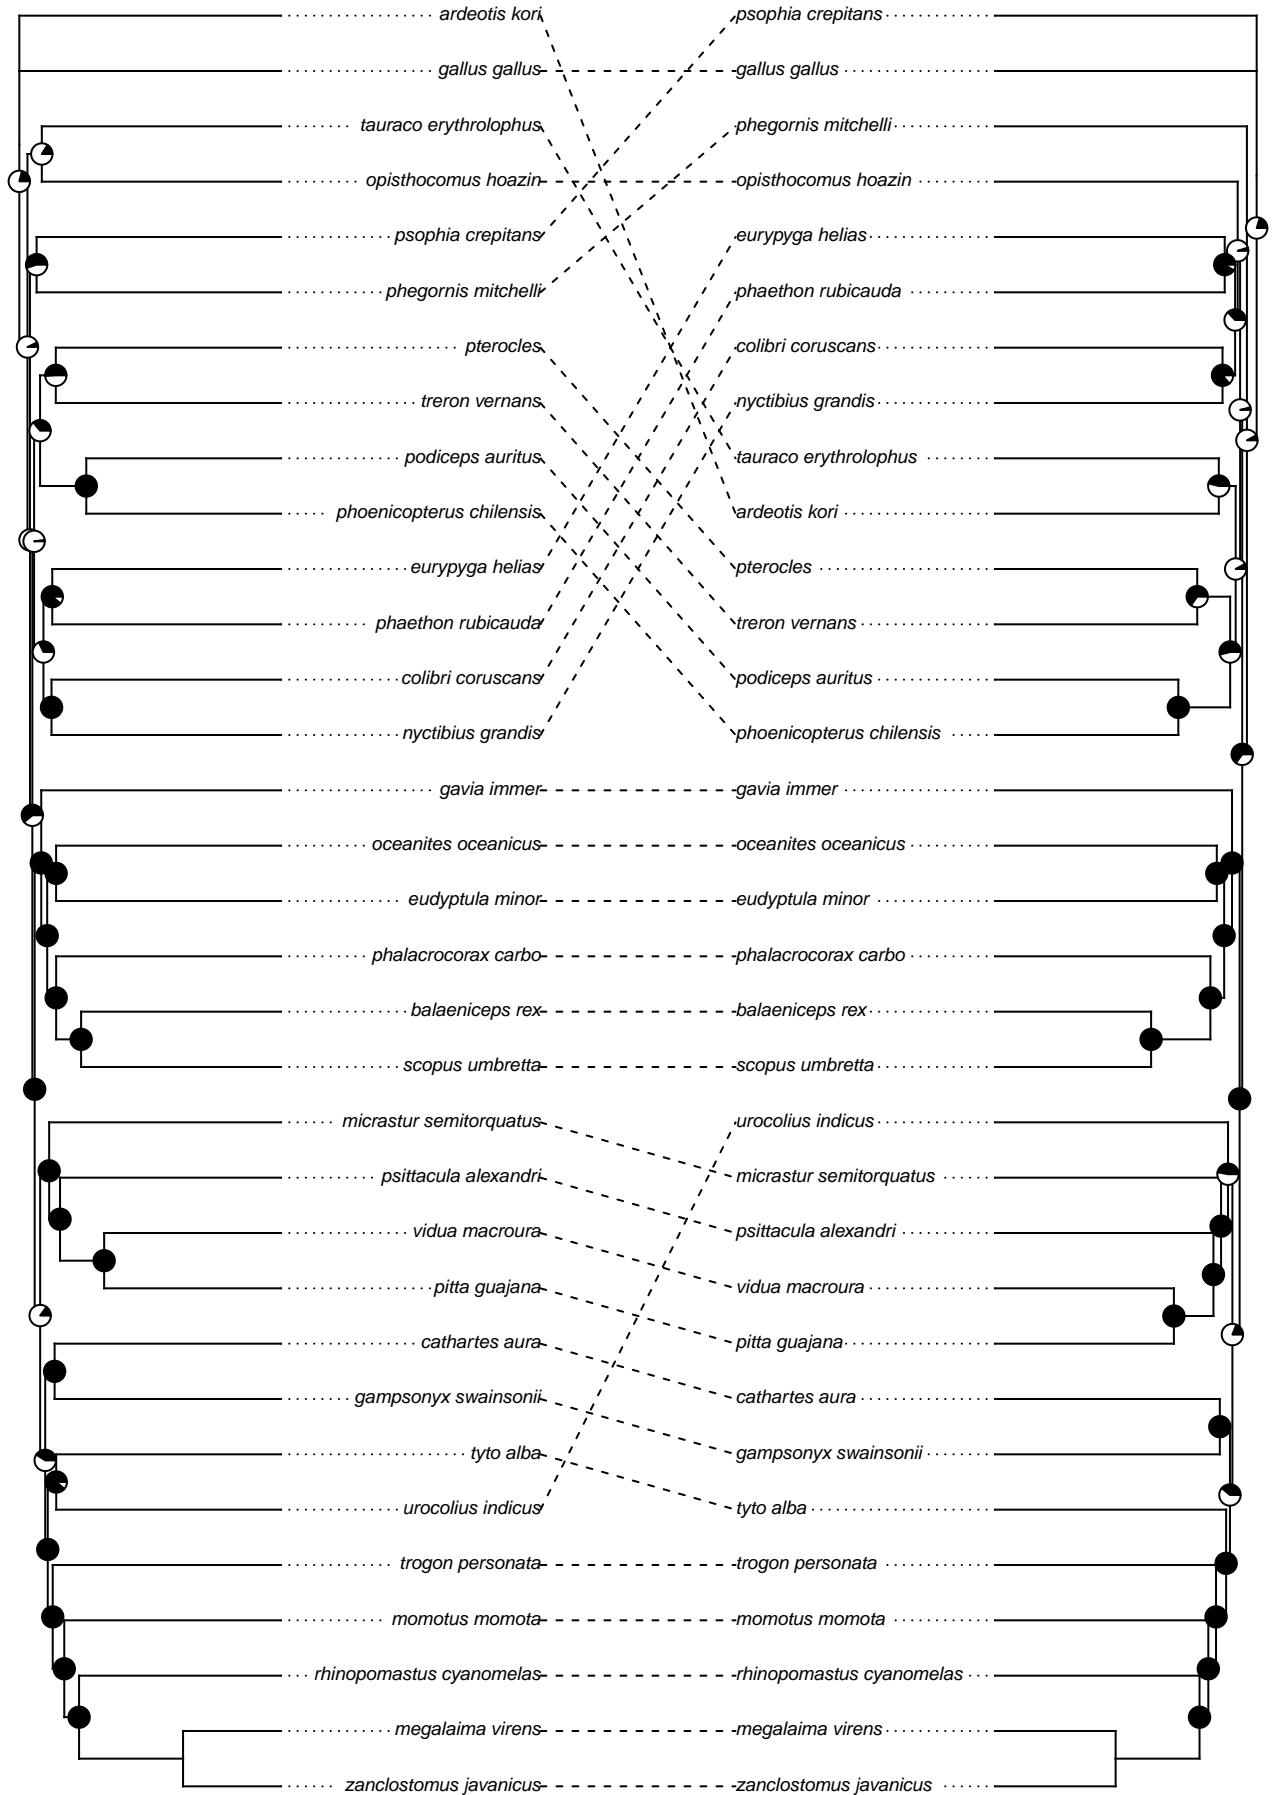 ardeotis kori psophia crepitans
gallus gallus gallus gallus
tauraco erythrolophus phegornis mitchelli
opisthocomus hoazin opisthocomus hoazin
psophia crepitans eurypyga helias
phegornis mitchelli phaethon rubicauda
pterocles colibri coruscans
treron vernans nyctibius grandis
podiceps auritus tauraco erythrolophus
phoenicopterus chilensis ardeotis kori
eurypyga helias pterocles
phaethon rubicauda treron vernans
colibri coruscans podiceps auritus
nyctibius grandis phoenicopterus chilensis
gavia immer gavia immer
oceanites oceanicus oceanites oceanicus
eudyptula minor eudyptula minor
phalacrocorax carbo phalacrocorax carbo
balaeniceps rex balaeniceps rex
scopus umbretta scopus umbretta
micrastur semitorquatus urocolius indicus
psittacula alexandri micrastur semitorquatus
vidua macroura psittacula alexandri
pitta guajana vidua macroura
cathartes aura pitta guajana
gampsonyx swainsonii cathartes aura
tyto alba gampsonyx swainsonii
urocolius indicus tyto alba
trogon personata trogon personata
momotus momota momotus momota
rhinopomastus cyanomelas rhinopomastus cyanomelas
megalaima virens megalaima virens
zanclostomus javanicus zanclostomus javanicus